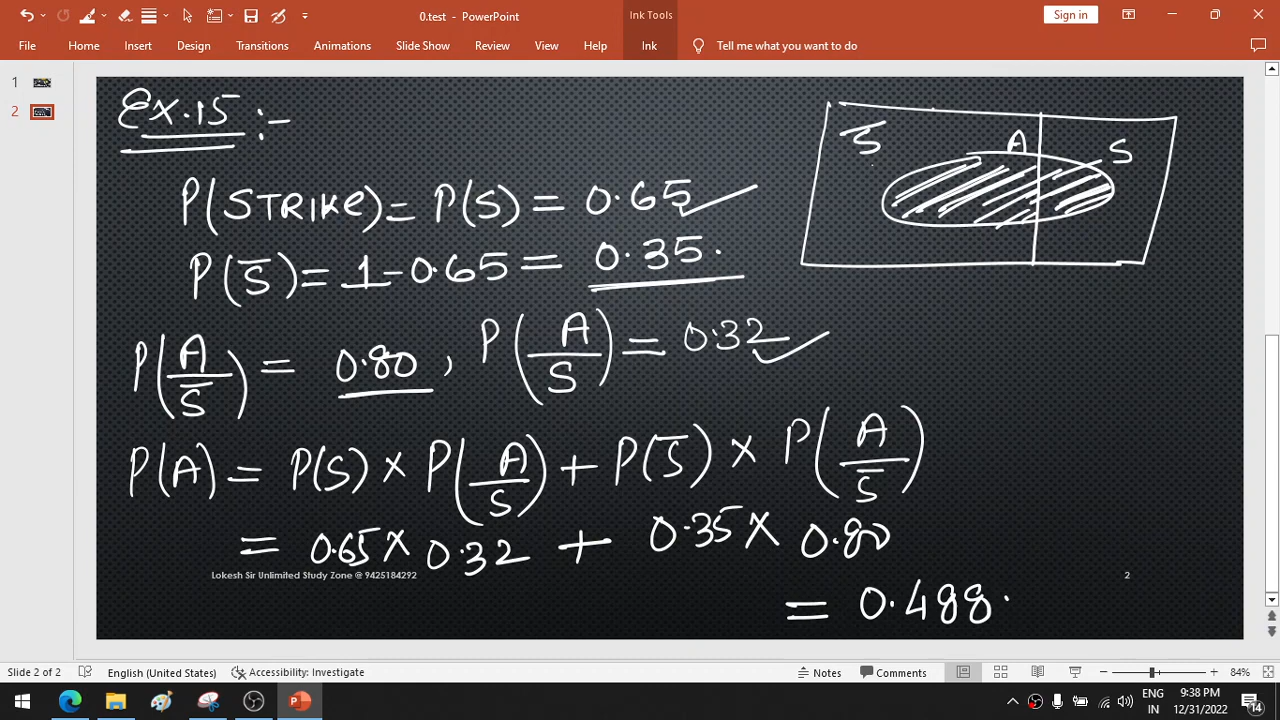 0.test - PowerPoint
Ink Tools
Sign in
File Home Insert Design Transitions Animations Slide Show Review View Help Ink Tell me what you want to do
1
2
Ex.15 :-
P(STRIKE) = P(S) = 0.65
P(S̅) = 1 - 0.65 = 0.35.
P(A/S̅) = 0.80, P(A/S) = 0.32
P(A) = P(S) × P(A/S) + P(S̅) × P(A/S̅)
= 0.65 × 0.32 + 0.35 × 0.80
= 0.488.
S̅ A S
Lokesh Sir Unlimited Study Zone @ 9425184292
2
Slide 2 of 2 English (United States) Accessibility: Investigate Notes Comments 84%
ENG 9:38 PM
IN 12/31/2022 14